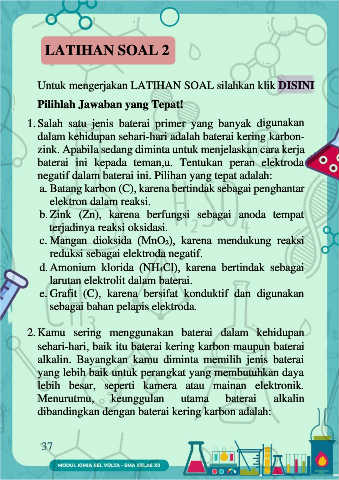 LATIHAN SOAL 2
Untuk mengerjakan LATIHAN SOAL silahkan klik DISINI
Pilihlah Jawaban yang Tepat!
1. Salah satu jenis baterai primer yang banyak digunakan
dalam kehidupan sehari-hari adalah baterai kering karbon-
zink. Apabila sedang diminta untuk menjelaskan cara kerja
baterai ini kepada teman,u. Tentukan peran elektroda
negatif dalam baterai ini. Pilihan yang tepat adalah:
a. Batang karbon (C), karena bertindak sebagai penghantar
elektron dalam reaksi.
b. Zink (Zn), karena berfungsi sebagai anoda tempat
terjadinya reaksi oksidasi.
c. Mangan dioksida (MnO₂), karena mendukung reaksi
reduksi sebagai elektroda negatif.
d. Amonium klorida (NH₄Cl), karena bertindak sebagai
larutan elektrolit dalam baterai.
e. Grafit (C), karena bersifat konduktif dan digunakan
sebagai bahan pelapis elektroda.
2. Kamu sering menggunakan baterai dalam kehidupan
sehari-hari, baik itu baterai kering karbon maupun baterai
alkalin. Bayangkan kamu diminta memilih jenis baterai
yang lebih baik untuk perangkat yang membutuhkan daya
lebih besar, seperti kamera atau mainan elektronik.
Menurutmu, keunggulan utama baterai alkalin
dibandingkan dengan baterai kering karbon adalah:
37
MODUL KIMIA SEL VOLTA - SMA KELAS XII